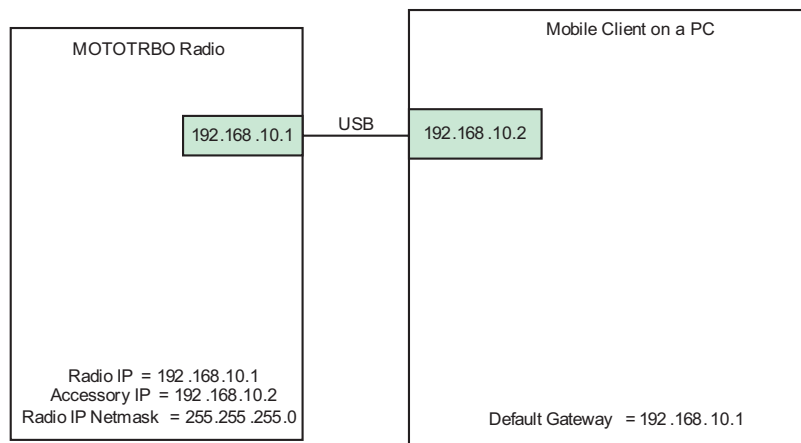 MOTOTRBO Radio
Mobile Client on a PC
192.168.10.1
USB
192.168.10.2
Radio IP = 192.168.10.1
Accessory IP = 192.168.10.2
Radio IP Netmask = 255.255.255.0
Default Gateway = 192.168.10.1